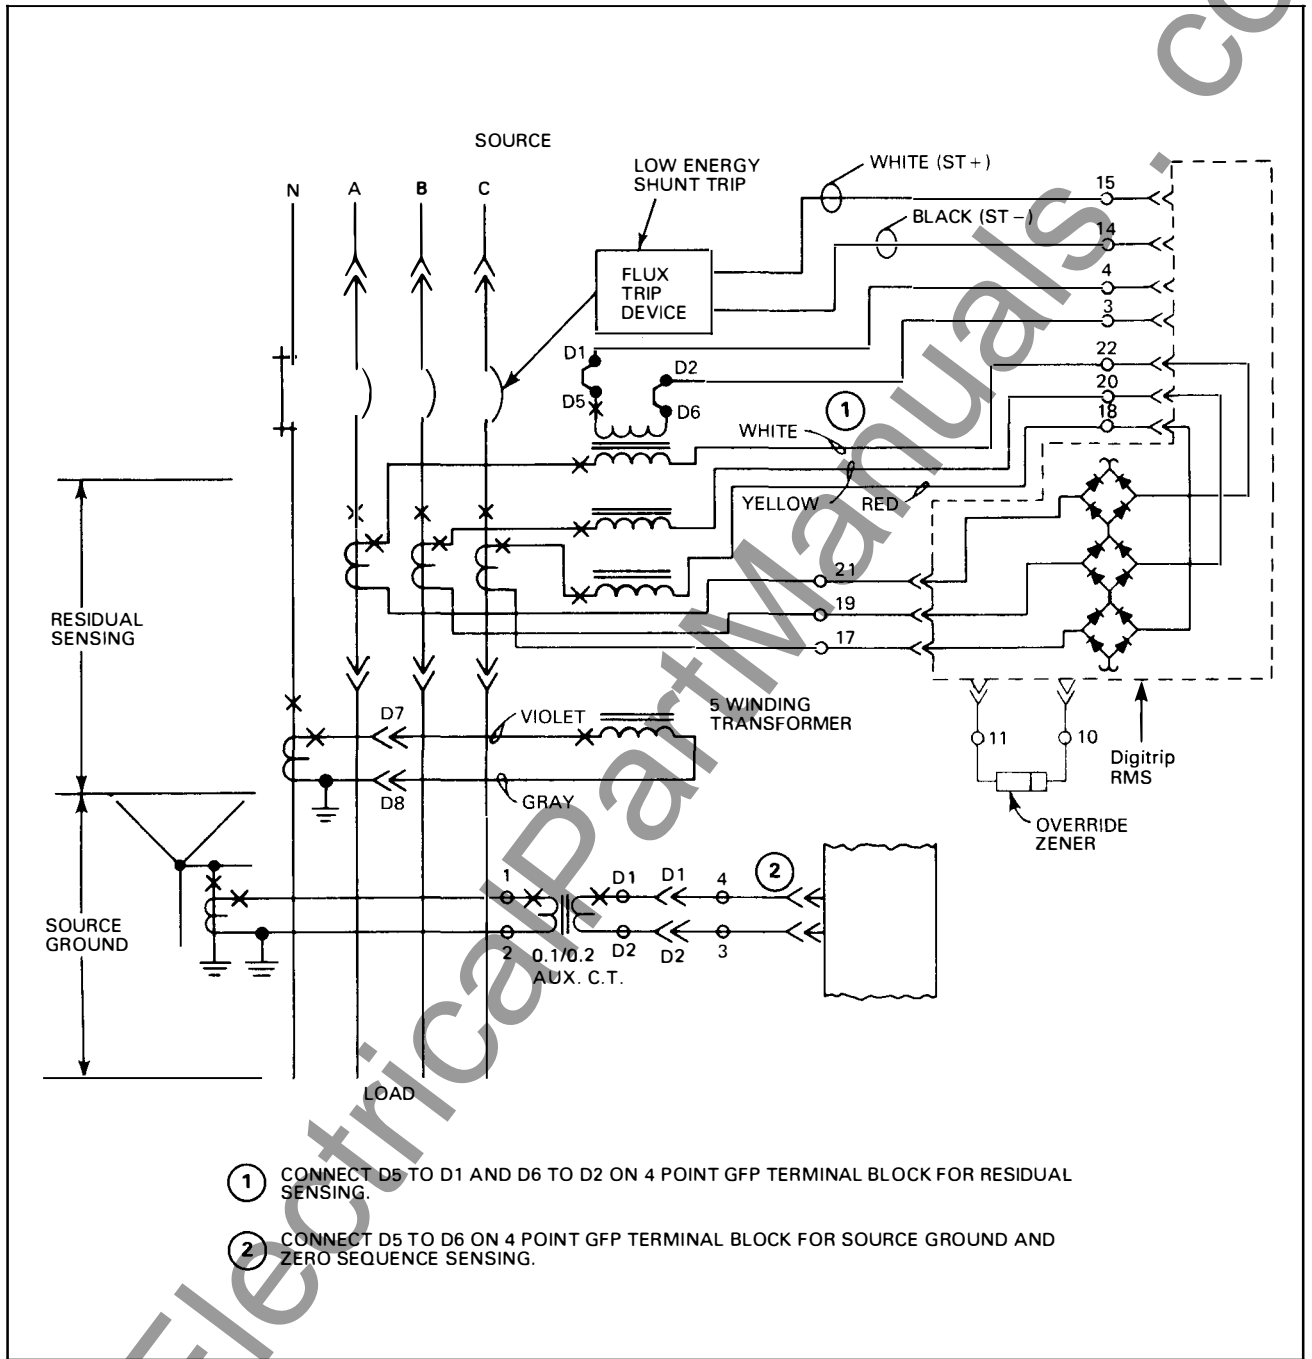 SOURCE
N
A
B
C
LOW ENERGY
SHUNT TRIP
WHITE (ST+)
BLACK (ST−)
FLUX
TRIP
DEVICE
15
14
4
3
22
20
18
D1
D2
D5
D6
1
WHITE
YELLOW
RED
21
19
17
RESIDUAL
SENSING
D7
VIOLET
5 WINDING
TRANSFORMER
D8
GRAY
11
10
Digitrip
RMS
OVERRIDE
ZENER
SOURCE
GROUND
1
2
0.1/0.2
AUX. C.T.
D1
D1
4
2
D2
D2
3
LOAD
1 CONNECT D5 TO D1 AND D6 TO D2 ON 4 POINT GFP TERMINAL BLOCK FOR RESIDUAL
SENSING.
2 CONNECT D5 TO D6 ON 4 POINT GFP TERMINAL BLOCK FOR SOURCE GROUND AND
ZERO SEQUENCE SENSING.
ElectricalPartManuals . co